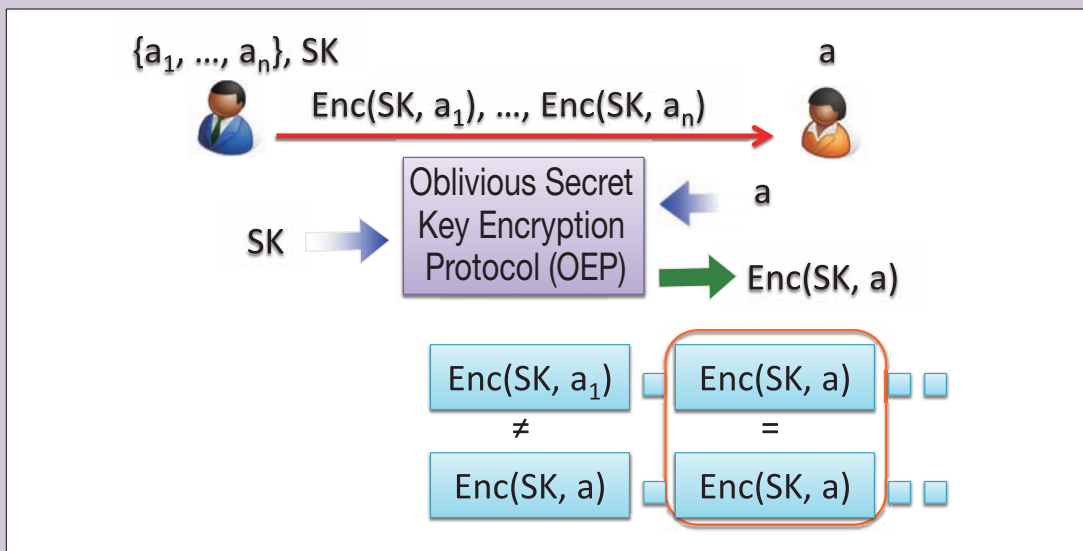 {a₁, ..., aₙ}, SK
a
Enc(SK, a₁), ..., Enc(SK, aₙ)
Oblivious Secret
Key Encryption
Protocol (OEP)
a
SK
Enc(SK, a)
Enc(SK, a₁)
Enc(SK, a)
≠
=
Enc(SK, a)
Enc(SK, a)